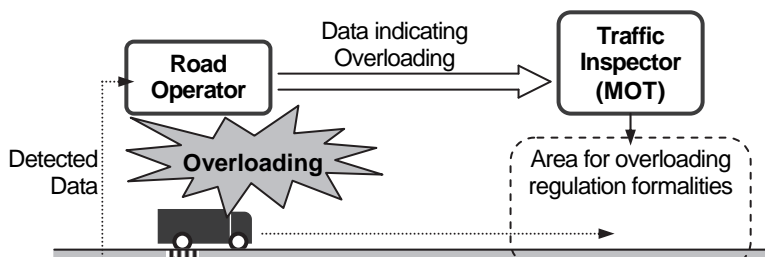 Data indicating
Overloading
Road
Operator
Traffic
Inspector
(MOT)
Detected
Data
Overloading
Area for overloading
regulation formalities